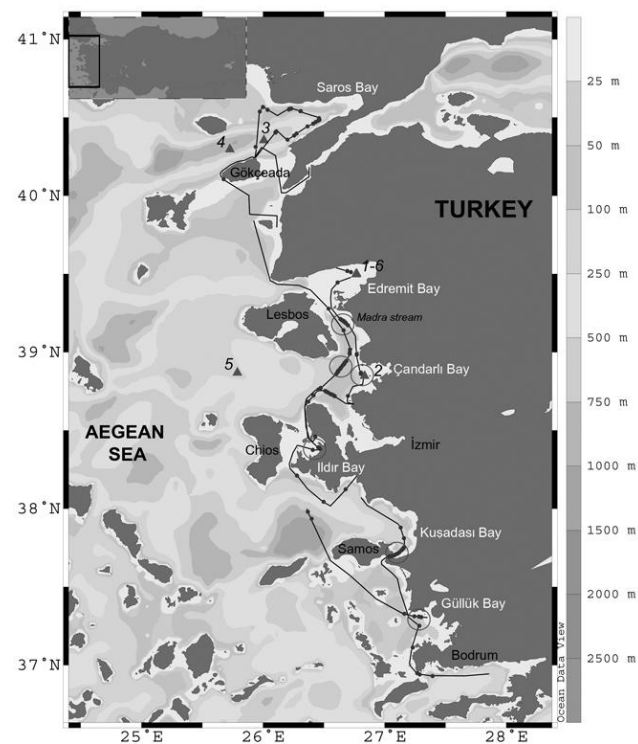 41°N
40°N
39°N
38°N
37°N
25°E
26°E
27°E
28°E
Saros Bay
3
4
Gökçeada
TURKEY
1-6
Edremit Bay
Lesbos
Madra stream
5
2
Çandarlı Bay
AEGEAN
SEA
Chios
İzmir
Ildır Bay
Kuşadası Bay
Samos
Güllük Bay
Bodrum
25 m
50 m
100 m
250 m
500 m
750 m
1000 m
1500 m
2000 m
2500 m
Ocean Data View